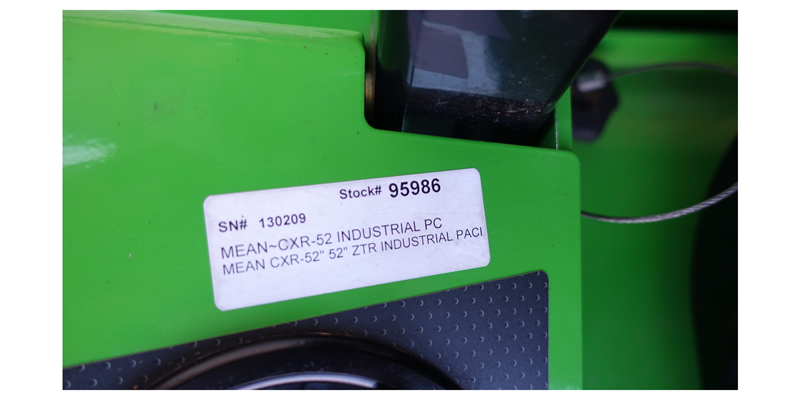 Stock# 95986
SN# 130209
MEAN~CXR-52 INDUSTRIAL PC
MEAN CXR-52" 52" ZTR INDUSTRIAL PACI